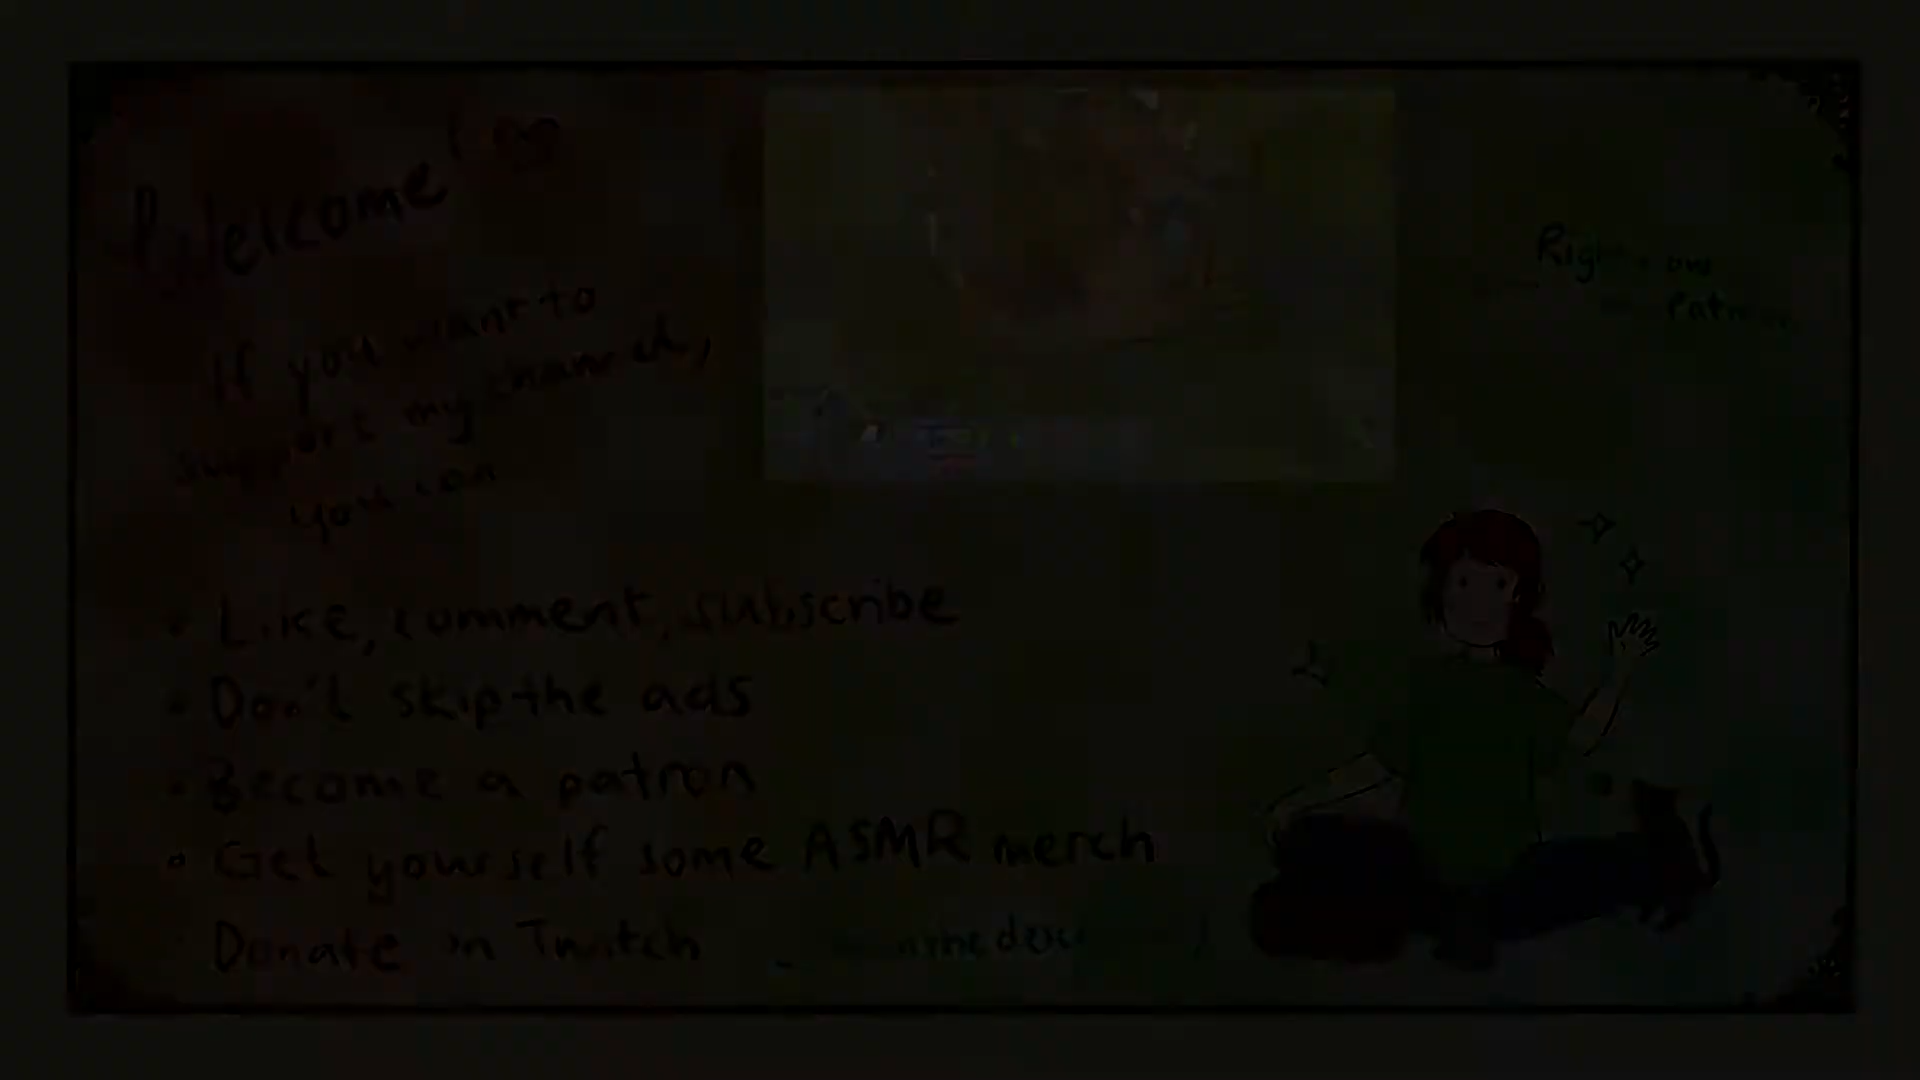 Welcome!
If you want to
support my channel,
you can
• Like, comment, subscribe
• Don't skip the ads
• Become a patron
• Get yourself some ASMR merch
Donate on Twitch